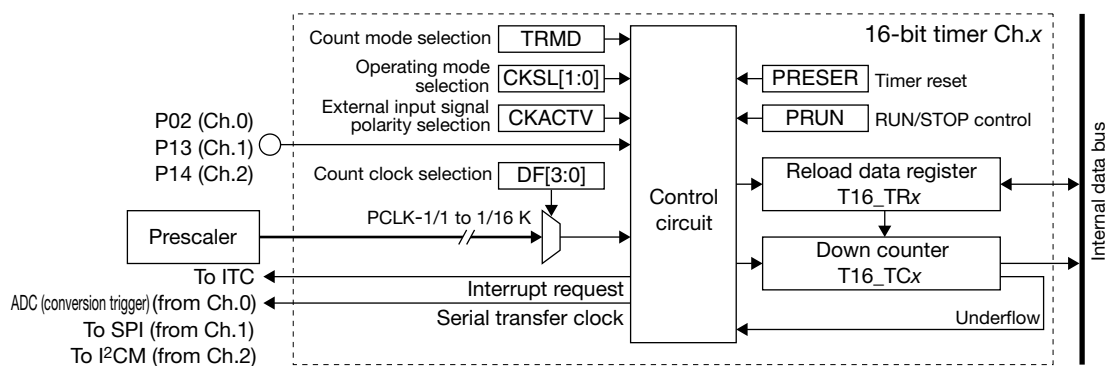 16-bit timer Ch.x
Count mode selection
TRMD
Operating mode
selection
CKSL[1:0]
External input signal
polarity selection
CKACTV
P02 (Ch.0)
P13 (Ch.1)
P14 (Ch.2)
Count clock selection
DF[3:0]
PCLK-1/1 to 1/16 K
Prescaler
Control
circuit
PRESER
Timer reset
PRUN
RUN/STOP control
Reload data register
T16_TRx
Down counter
T16_TCx
Underflow
Internal data bus
To ITC
Interrupt request
ADC (conversion trigger) (from Ch.0)
Serial transfer clock
To SPI (from Ch.1)
To I²CM (from Ch.2)